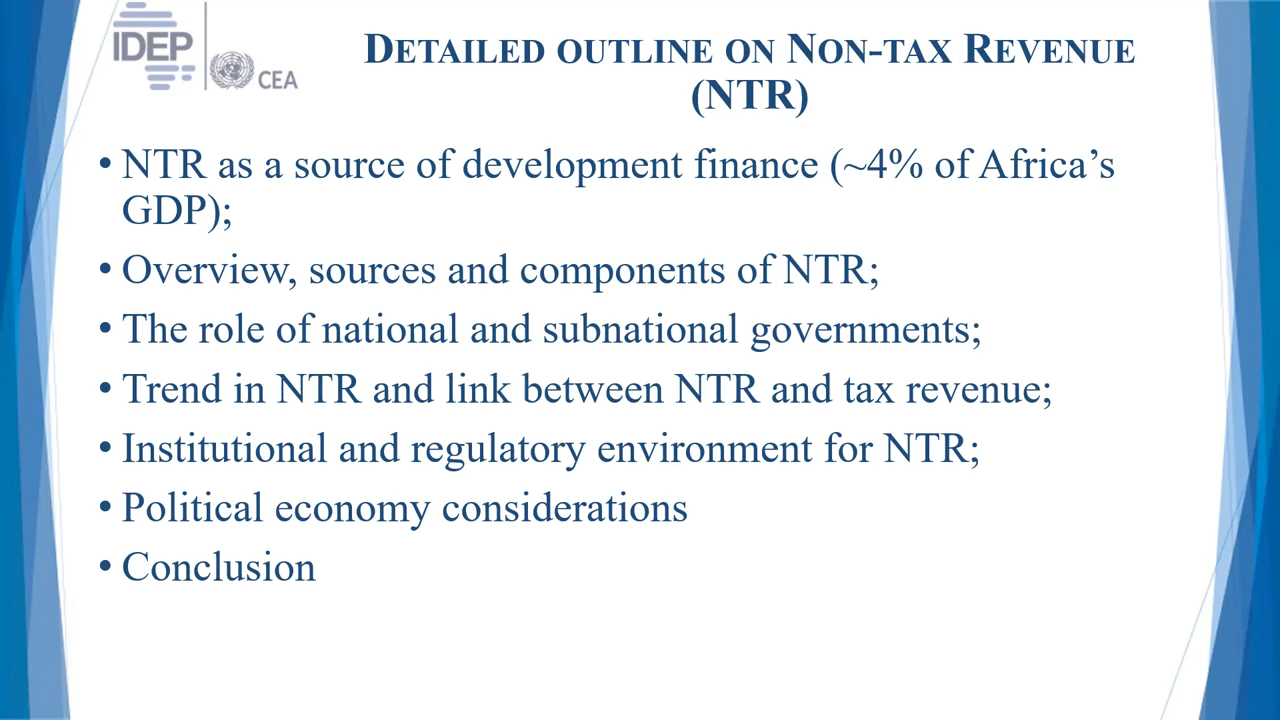 IDEP
CEA
DETAILED OUTLINE ON NON-TAX REVENUE
(NTR)
• NTR as a source of development finance (~4% of Africa’s
GDP);
• Overview, sources and components of NTR;
• The role of national and subnational governments;
• Trend in NTR and link between NTR and tax revenue;
• Institutional and regulatory environment for NTR;
• Political economy considerations
• Conclusion